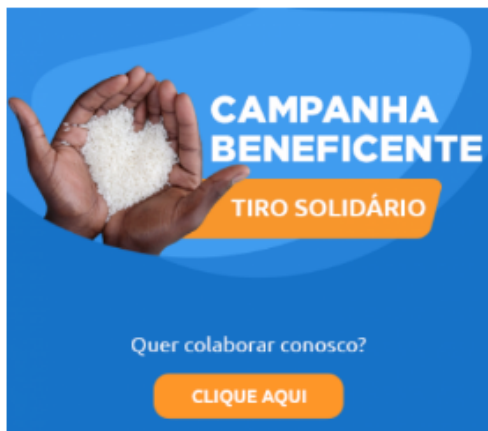 CAMPANHA
BENEFICENTE
TIRO SOLIDÁRIO
Quer colaborar conosco?
CLIQUE AQUI